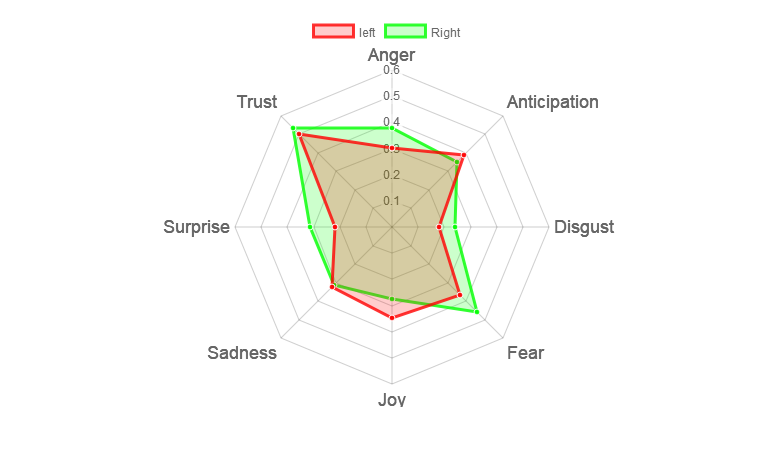 left Right
Anger
0.6
Trust Anticipation
0.5
0.4
0.3
0.2
0.1
Surprise Disgust
Sadness Fear
Joy